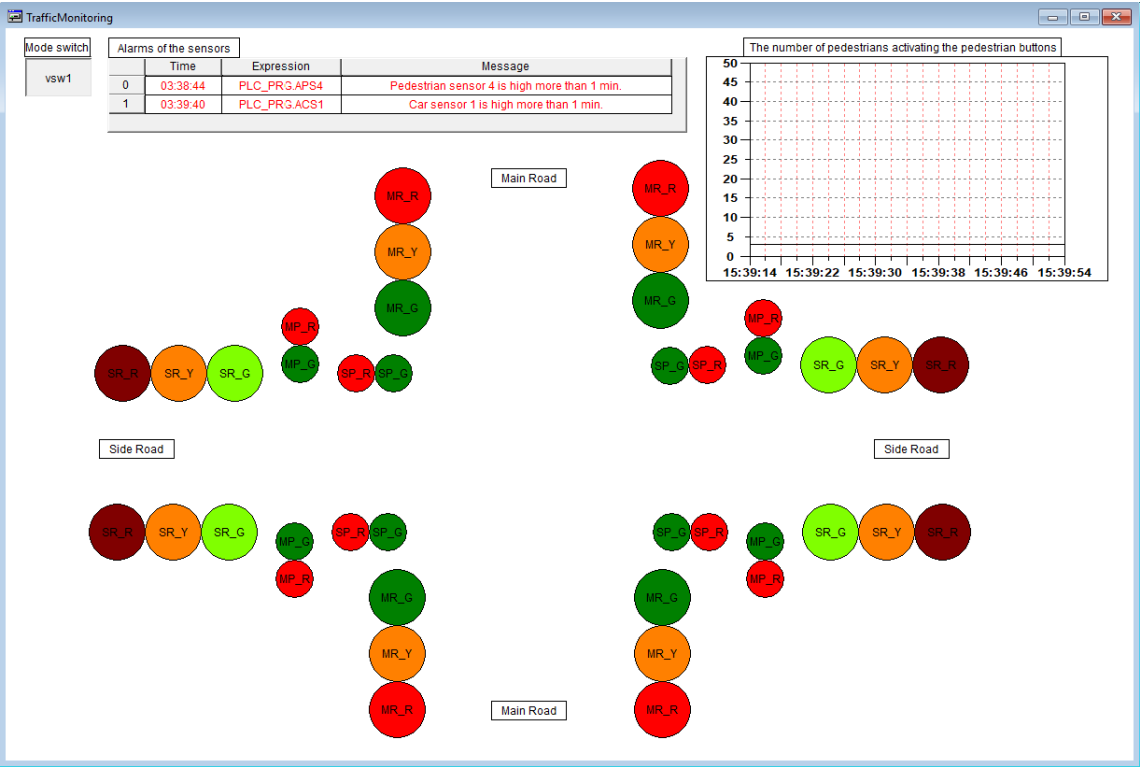 TrafficMonitoring
Mode switch
vsw1
Alarms of the sensors
Time Expression Message
0 03:38:44 PLC_PRG.APS4 Pedestrian sensor 4 is high more than 1 min.
1 03:39:40 PLC_PRG.ACS1 Car sensor 1 is high more than 1 min.
The number of pedestrians activating the pedestrian buttons
50
45
40
35
30
25
20
15
10
5
0
15:39:14 15:39:22 15:39:30 15:39:38 15:39:46 15:39:54
Main Road
MR_R MR_R
MR_Y MR_Y
MR_G MR_G
MP_R MP_R
MP_G MP_G
SR_R SR_Y SR_G SP_R SP_G SP_G SP_R SR_G SR_Y SR_R
Side Road Side Road
SR_R SR_Y SR_G SP_R SP_G SP_G SP_R SR_G SR_Y SR_R
MP_G MP_G
MP_R MP_R
MR_G MR_G
MR_Y MR_Y
MR_R Main Road MR_R